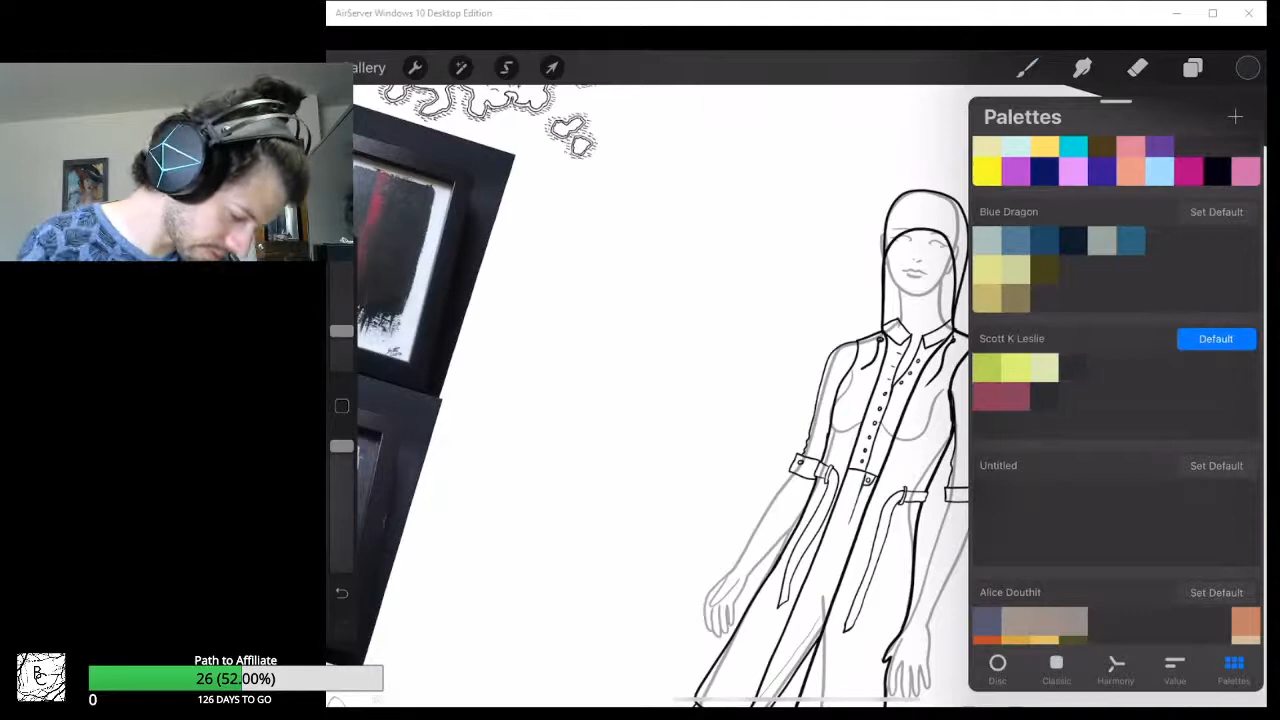 AirServer Windows 10 Desktop Edition
allery
Palettes
Blue Dragon
Set Default
Scott K Leslie
Default
Untitled
Set Default
Alice Douthit
Set Default
Disc
Classic
Harmony
Value
Palettes
Path to Affiliate
26 (52.00%)
0
126 DAYS TO GO